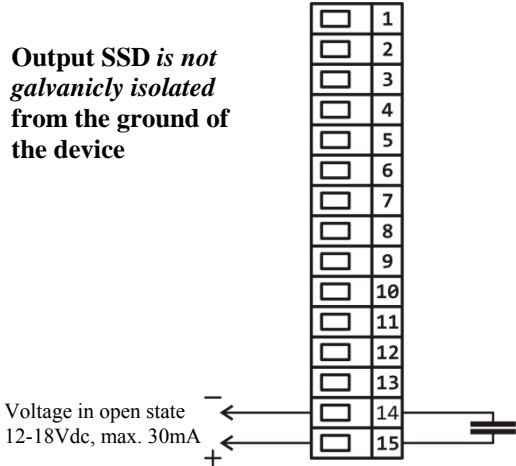 Output SSD is not
galvanicly isolated
from the ground of
the device
1
2
3
4
5
6
7
8
9
10
11
12
13
−
Voltage in open state
14
12-18Vdc, max. 30mA
15
+